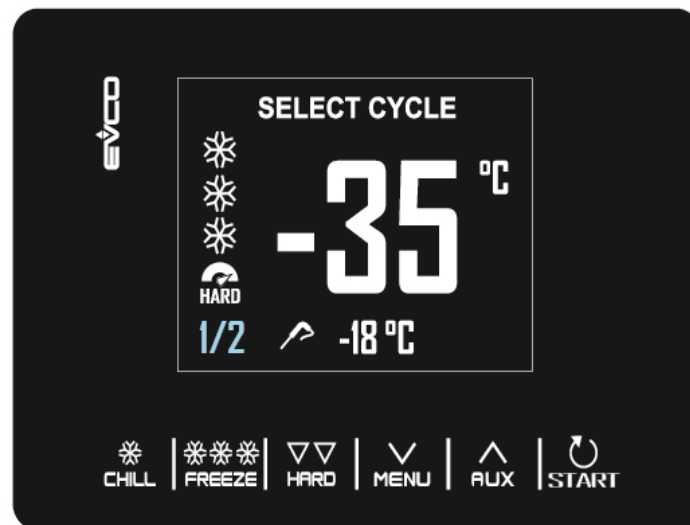 EVCO
SELECT CYCLE
-35 °C
HARD
1/2 -18 °C
CHILL FREEZE HARD MENU AUX START